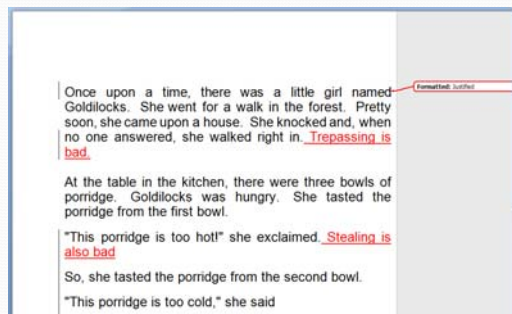 Once upon a time, there was a little girl named
Formatted: Justified
Goldilocks. She went for a walk in the forest. Pretty
soon, she came upon a house. She knocked and, when
no one answered, she walked right in. Trepassing is
bad.
At the table in the kitchen, there were three bowls of
porridge. Goldilocks was hungry. She tasted the
porridge from the first bowl.
"This porridge is too hot!" she exclaimed. Stealing is
also bad
So, she tasted the porridge from the second bowl.
"This porridge is too cold," she said